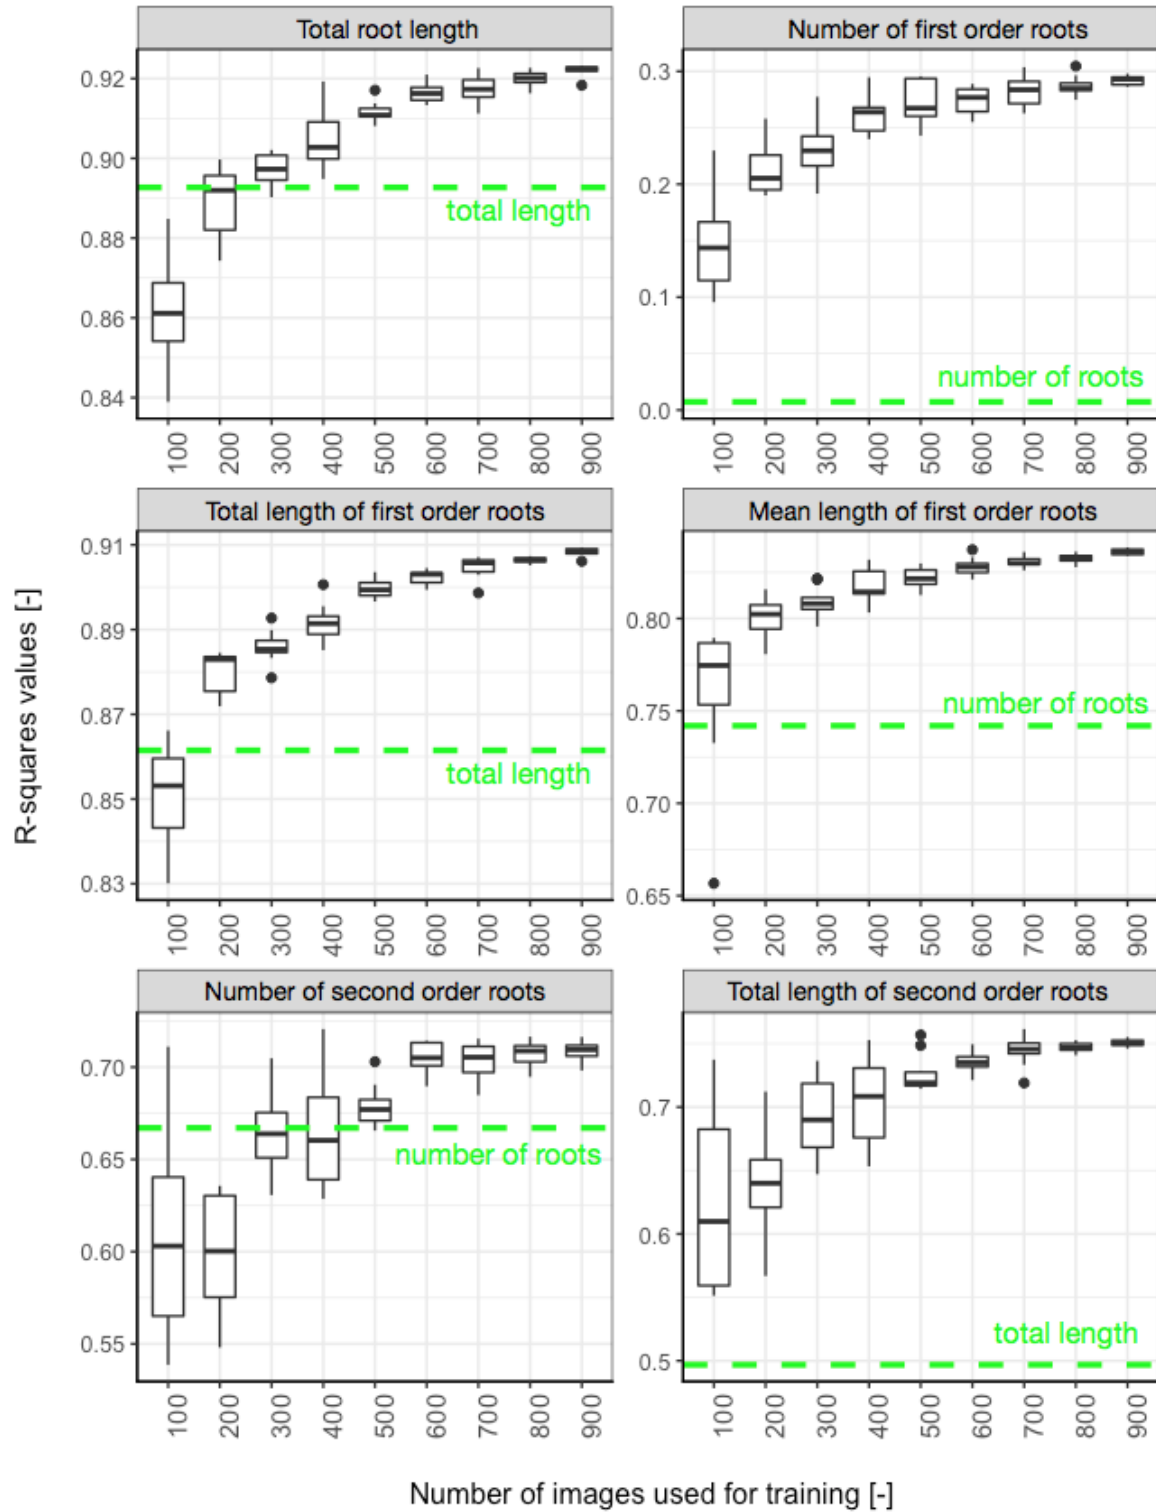 Total root length
Number of first order roots
0.92
0.90
0.88
0.86
0.84
total length
0.3
0.2
0.1
0.0
number of roots
100 200 300 400 500 600 700 800 900
100 200 300 400 500 600 700 800 900
Total length of first order roots
Mean length of first order roots
0.91
0.89
0.87
0.85
0.83
total length
0.80
0.75
0.70
0.65
number of roots
100 200 300 400 500 600 700 800 900
100 200 300 400 500 600 700 800 900
R-squares values [-]
Number of second order roots
Total length of second order roots
0.70
0.65
0.60
0.55
number of roots
0.7
0.6
0.5
total length
100 200 300 400 500 600 700 800 900
100 200 300 400 500 600 700 800 900
Number of images used for training [-]